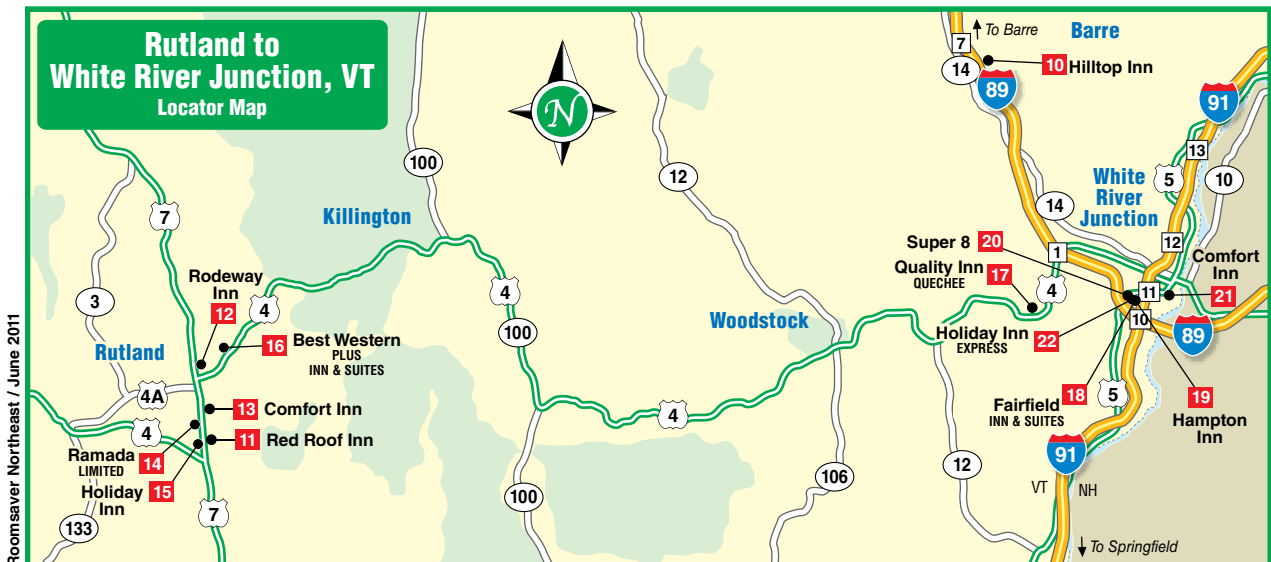 Rutland to
White River Junction, VT
Locator Map
N
To Barre
Barre
7
14
10 Hilltop Inn
89
91
13
5
10
White
River
Junction
100
12
14
7
Killington
Super 8 20
1
12
Comfort
Inn
21
Quality Inn 17
QUECHEE
4
11
Rodeway
Inn
12
4
4
3
Rutland
16 Best Western
PLUS
INN & SUITES
100
Woodstock
Holiday Inn 22
EXPRESS
10
89
4A
13 Comfort Inn
4
11 Red Roof Inn
4
Fairfield 18
INN & SUITES
5
19
Hampton
Inn
Ramada
LIMITED
14
Holiday
Inn
15
91
12
106
VT
NH
100
7
133
To Springfield
Roomsaver Northeast / June 2011